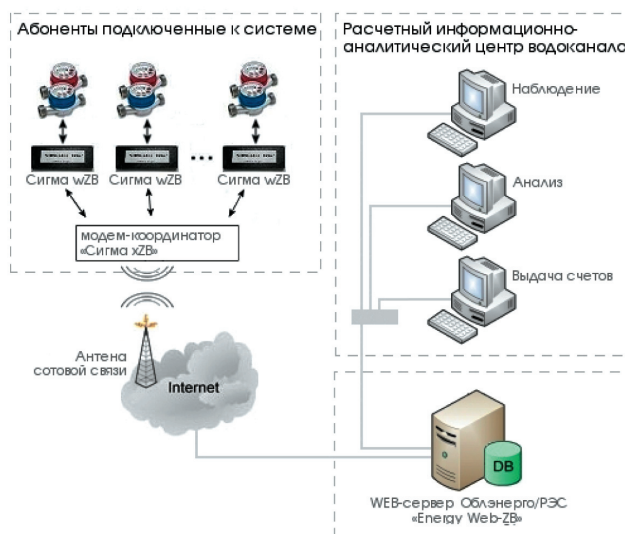 Абоненты подключенные к системе
Сигма wZB
Сигма wZB
...
Сигма wZB
модем-координатор
«Сигма xZB»
Антена
сотовой связи
Internet
Расчетный информационно-
аналитический центр водоканало
Наблюдение
Анализ
Выдача счетов
DB
WEB-сервер Облэнерго/РЭС
«Energy Web-ZB»